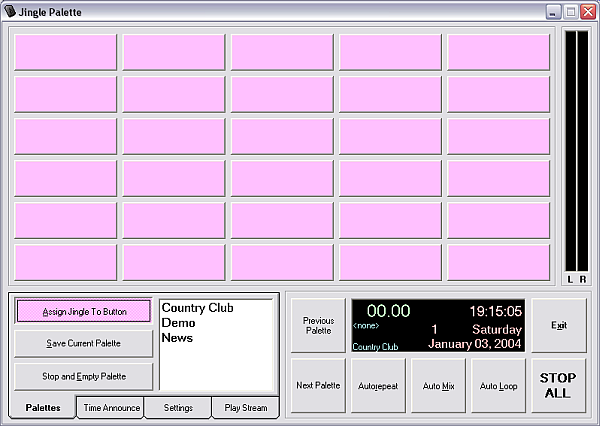 Jingle Palette
L R
Assign Jingle To Button
Save Current Palette
Stop and Empty Palette
Country Club
Demo
News
Palettes
Time Announce
Settings
Play Stream
Previous
Palette
00.00
19:15:05
<none>
1
Saturday
Country Club
January 03, 2004
Exit
Next Palette
Autorepeat
Auto Mix
Auto Loop
STOP
ALL